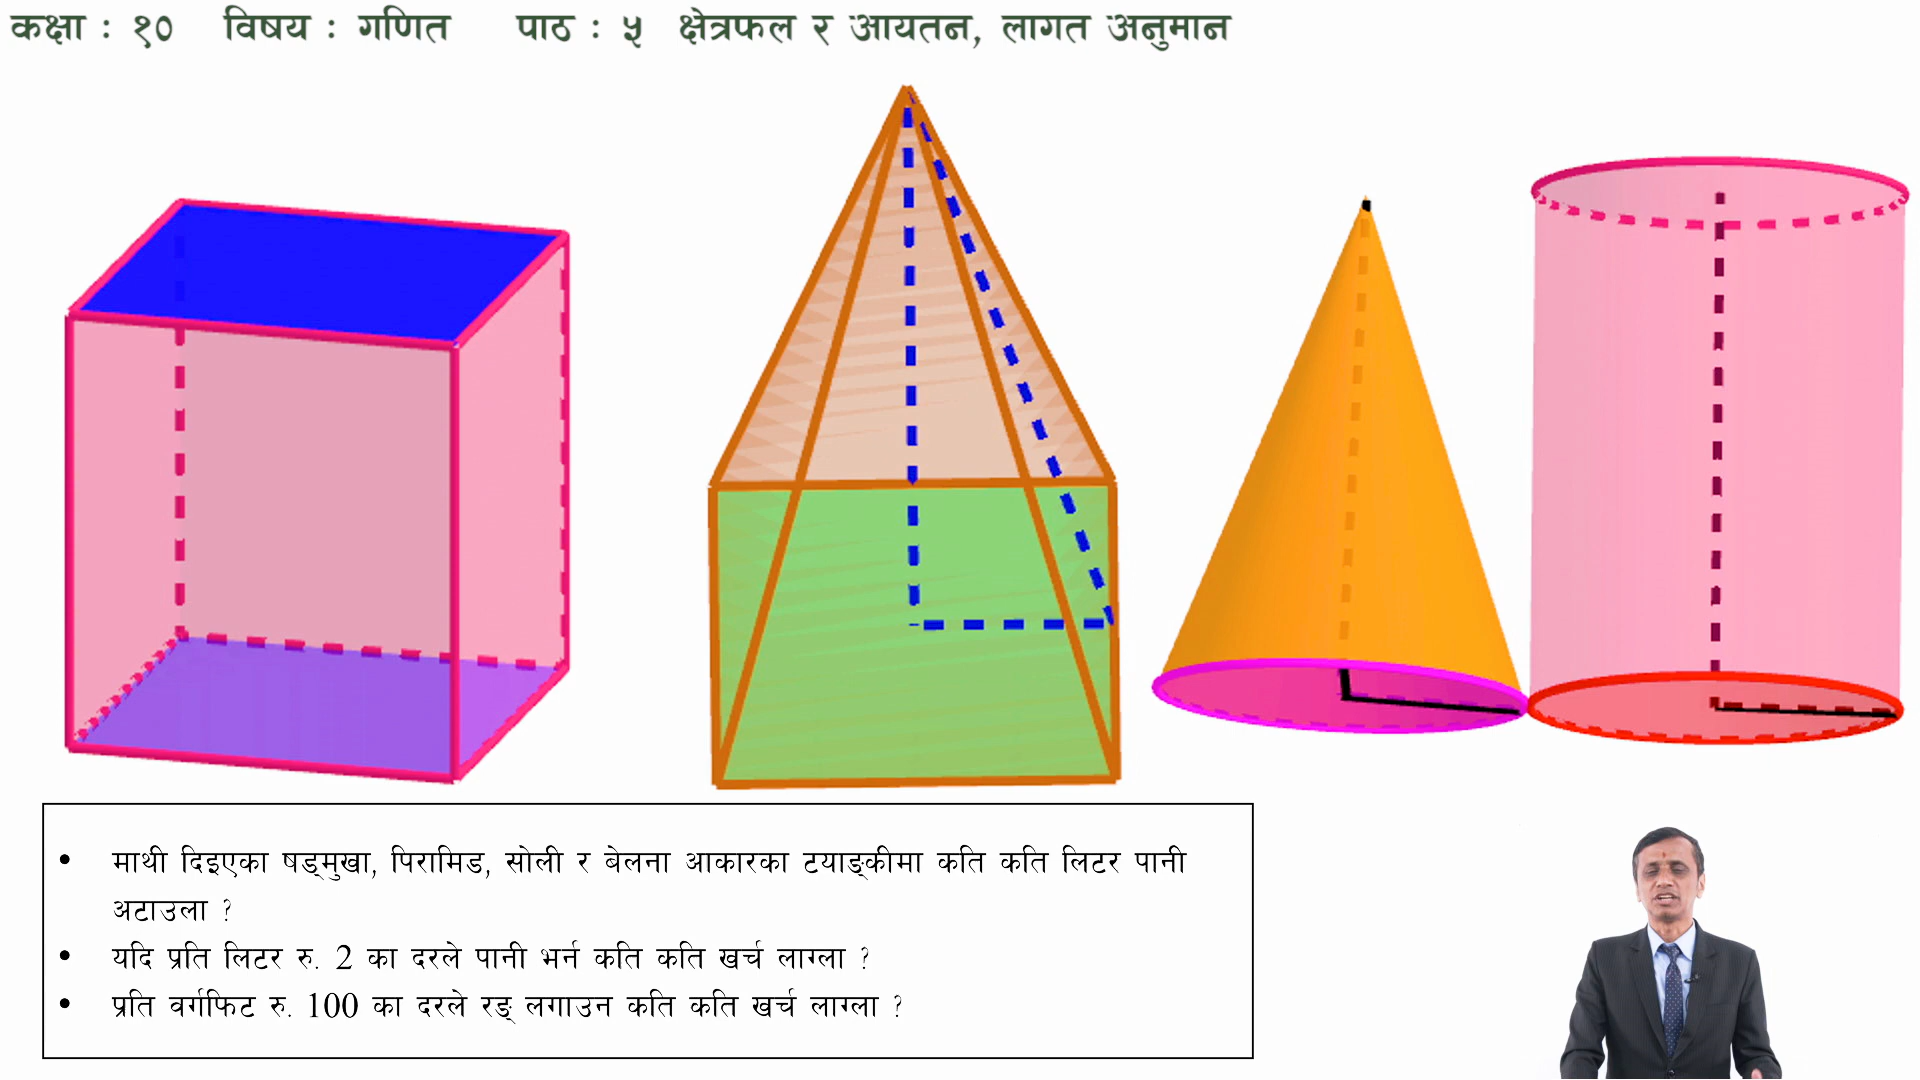 कक्षा : १० विषय : गणित पाठ : ५ क्षेत्रफल र आयतन, लागत अनुमान
• माथी दिइएका षड्मुखा, पिरामिड, सोली र बेलना आकारका टयाङ्कीमा कति कति लिटर पानी
अटाउला ?
• यदि प्रति लिटर रु. 2 का दरले पानी भर्न कति कति खर्च लाग्ला ?
• प्रति वर्गफिट रु. 100 का दरले रङ् लगाउन कति कति खर्च लाग्ला ?